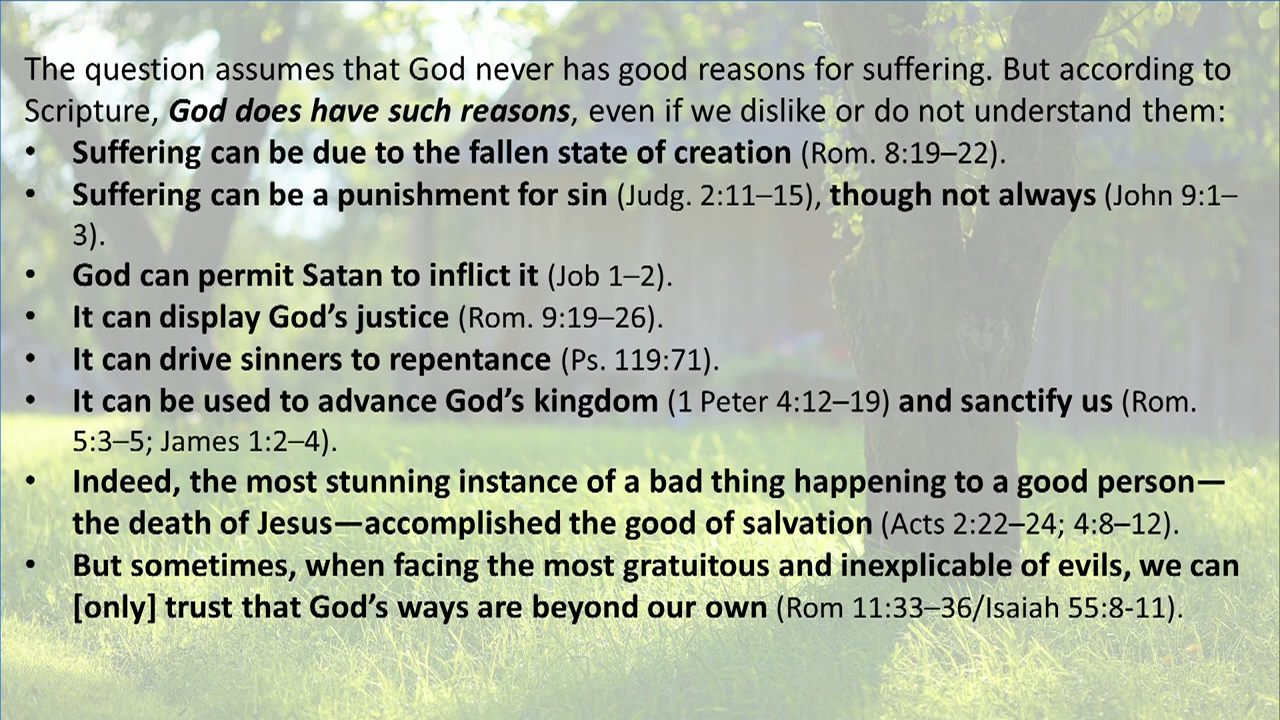 The question assumes that God never has good reasons for suffering. But according to
Scripture, God does have such reasons, even if we dislike or do not understand them:
• Suffering can be due to the fallen state of creation (Rom. 8:19–22).
• Suffering can be a punishment for sin (Judg. 2:11–15), though not always (John 9:1–
3).
• God can permit Satan to inflict it (Job 1–2).
• It can display God’s justice (Rom. 9:19–26).
• It can drive sinners to repentance (Ps. 119:71).
• It can be used to advance God’s kingdom (1 Peter 4:12–19) and sanctify us (Rom.
5:3–5; James 1:2–4).
• Indeed, the most stunning instance of a bad thing happening to a good person—
the death of Jesus—accomplished the good of salvation (Acts 2:22–24; 4:8–12).
• But sometimes, when facing the most gratuitous and inexplicable of evils, we can
[only] trust that God’s ways are beyond our own (Rom 11:33–36/Isaiah 55:8-11).